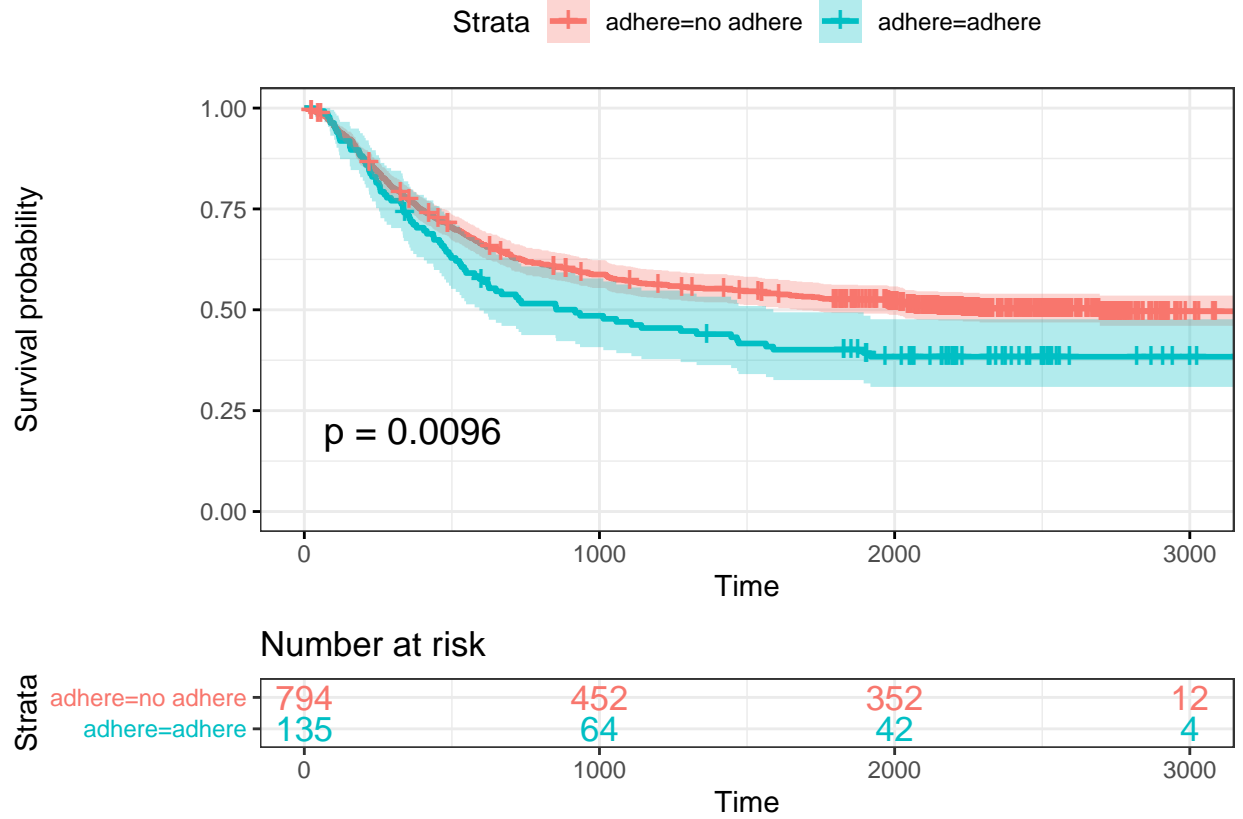 Strata adhere=no adhere adhere=adhere
Survival probability
1.00
0.75
0.50
0.25
0.00
p = 0.0096
0 1000 2000 3000
Time
Number at risk
Strata
adhere=no adhere 794 452 352 12
adhere=adhere 135 64 42 4
0 1000 2000 3000
Time